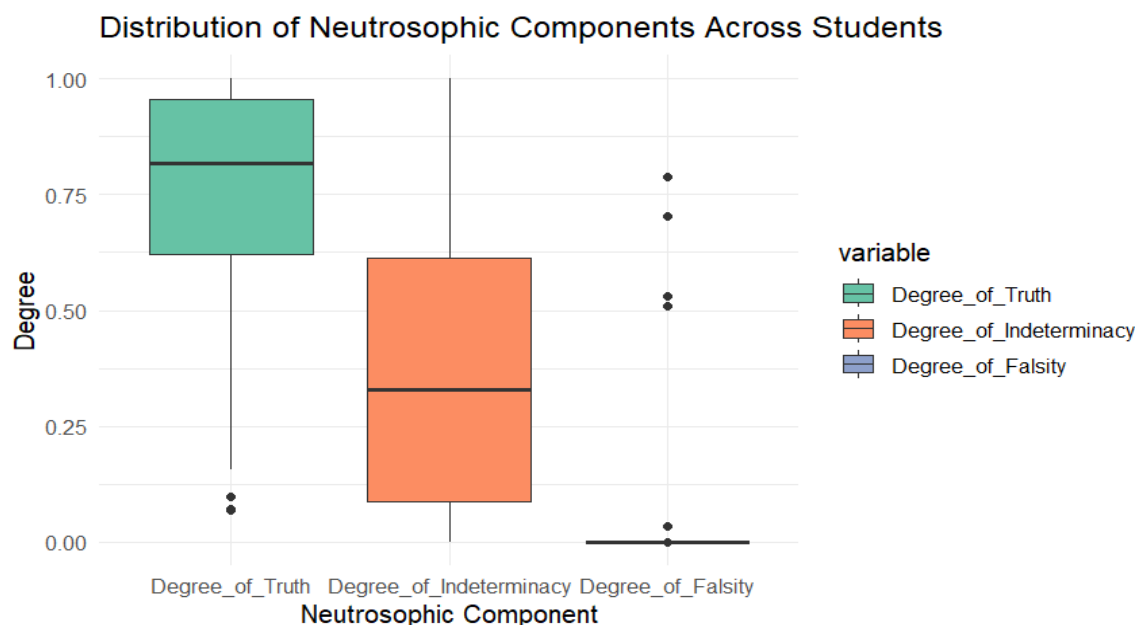 Distribution of Neutrosophic Components Across Students
1.00
0.75
0.50
0.25
0.00
Degree
Degree_of_Truth Degree_of_Indeterminacy Degree_of_Falsity
Neutrosophic Component
variable
Degree_of_Truth
Degree_of_Indeterminacy
Degree_of_Falsity